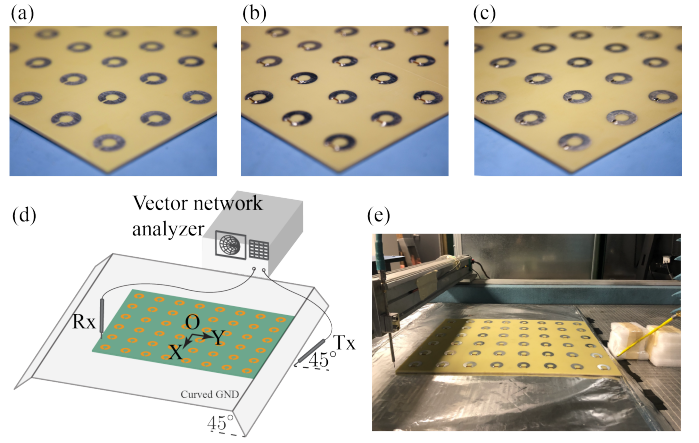 (a)
(b)
(c)
(d)
Vector network
analyzer
(e)
Rx
O
X
Y
Tx
45°
Curved GND
45°